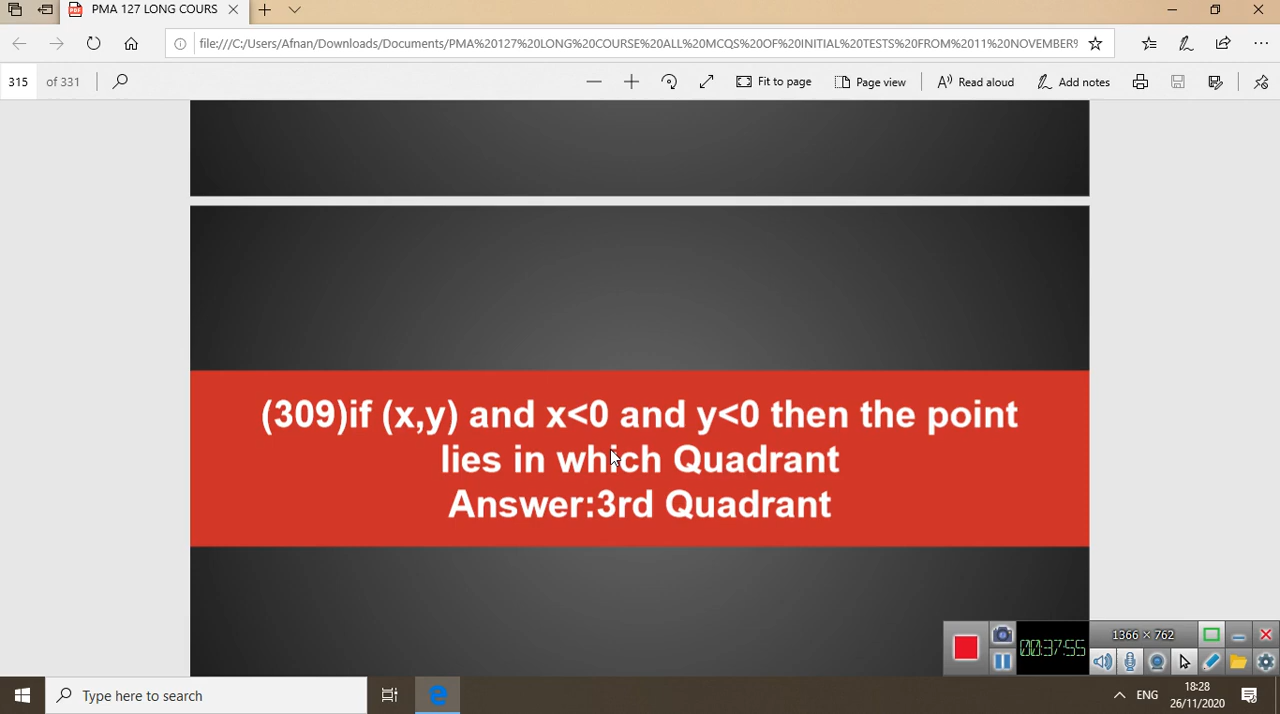 PMA 127 LONG COURS
file:///C:/Users/Afnan/Downloads/Documents/PMA%20127%20LONG%20COURSE%20ALL%20MCQS%20OF%20INITIAL%20TESTS%20FROM%2011%20NOVEMBER%
315 of 331
Fit to page
Page view
Read aloud
Add notes
(309)if (x,y) and x<0 and y<0 then the point
lies in which Quadrant
Answer:3rd Quadrant
1366 × 762
00:37:55
Type here to search
ENG
18:28
26/11/2020